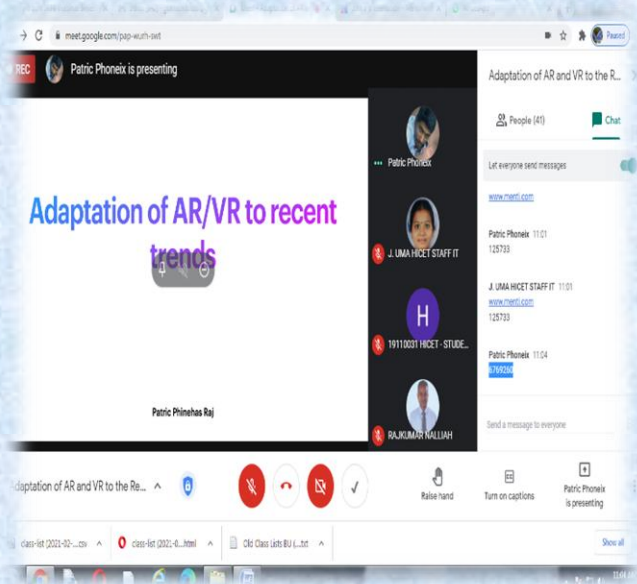 meet.google.com/pap-wuth-swt
Paused
REC
Patric Phoneix is presenting
Adaptation of AR/VR to recent
trends
Patric Phinehas Raj
Patric Phoneix
J. UMA HICET STAFF IT
H
19110031 HICET - STUDE...
RAJKUMAR NALLIAH
Adaptation of AR and VR to the R...
People (41)
Chat
Let everyone send messages
www.menti.com
Patric Phoneix 11:01
125733
J. UMA HICET STAFF IT 11:01
www.menti.com
125733
Patric Phoneix 11:04
6769260
Send a message to everyone
daptation of AR and VR to the Re...
Raise hand
Turn on captions
Patric Phoneix
is presenting
class-list (2021-02-....csv
class-list (2021-0...html
Old Class Lists BU (....txt
Show all